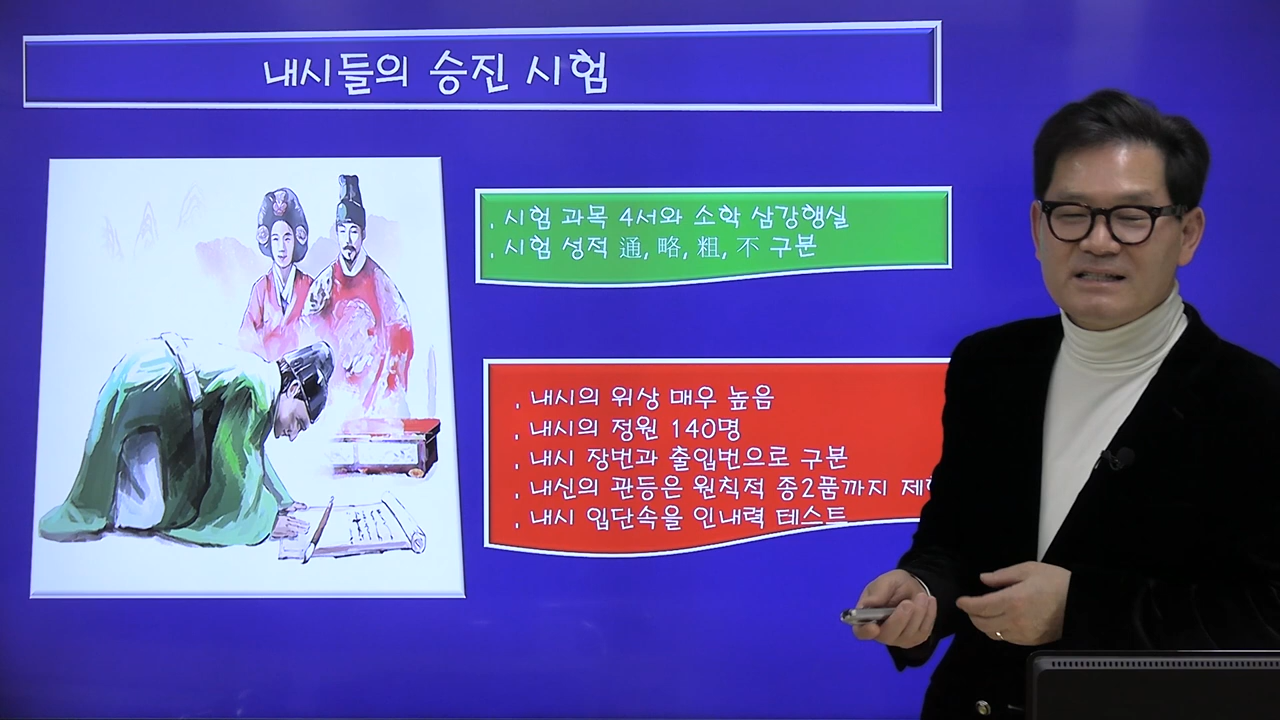 내시들의 승진 시험
. 시험 과목 4서와 소학 삼강행실
. 시험 성적 通, 略, 粗, 不 구분
. 내시의 위상 매우 높음
. 내시의 정원 140명
. 내시 장번과 출입번으로 구분
. 내신의 관등은 원칙적 종2품까지
. 내시 입단속을 인내력 테스트